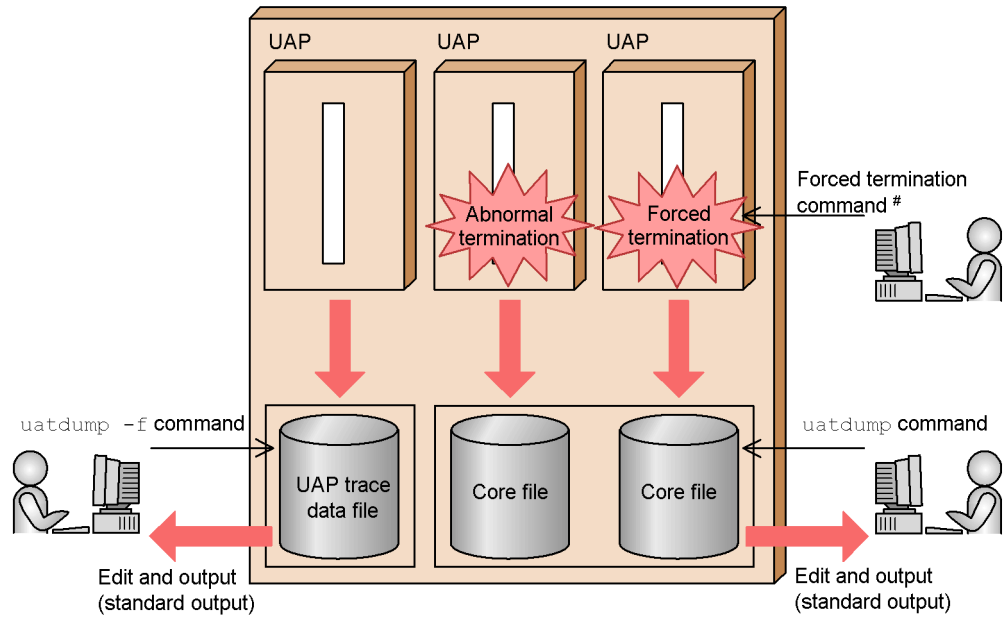 UAP
UAP
UAP
Abnormal
termination
Forced
termination
Forced termination
command #
uatdump -f command
uatdump command
UAP trace
data file
Core file
Core file
Edit and output
(standard output)
Edit and output
(standard output)